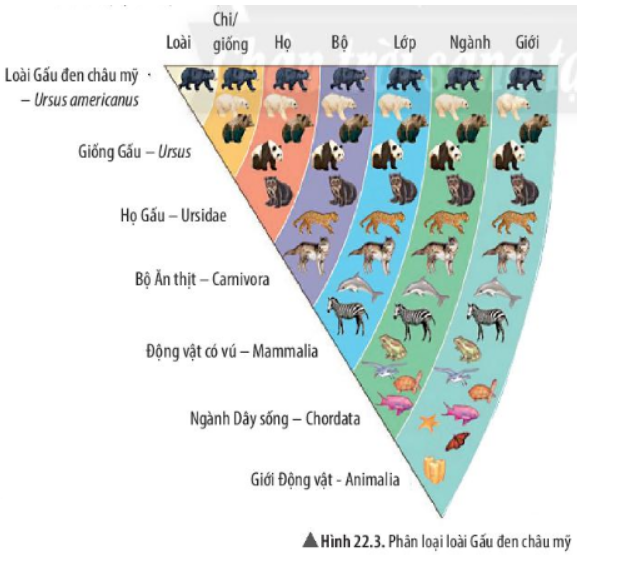 Loài
Chi/
giống
Họ
Bộ
Lớp
Ngành
Giới
Loài Gấu đen châu mỹ
– Ursus americanus
Giống Gấu – Ursus
Họ Gấu – Ursidae
Bộ Ăn thịt – Carnivora
Động vật có vú – Mammalia
Ngành Dây sống – Chordata
Giới Động vật - Animalia
▲ Hình 22.3. Phân loại loài Gấu đen châu mỹ